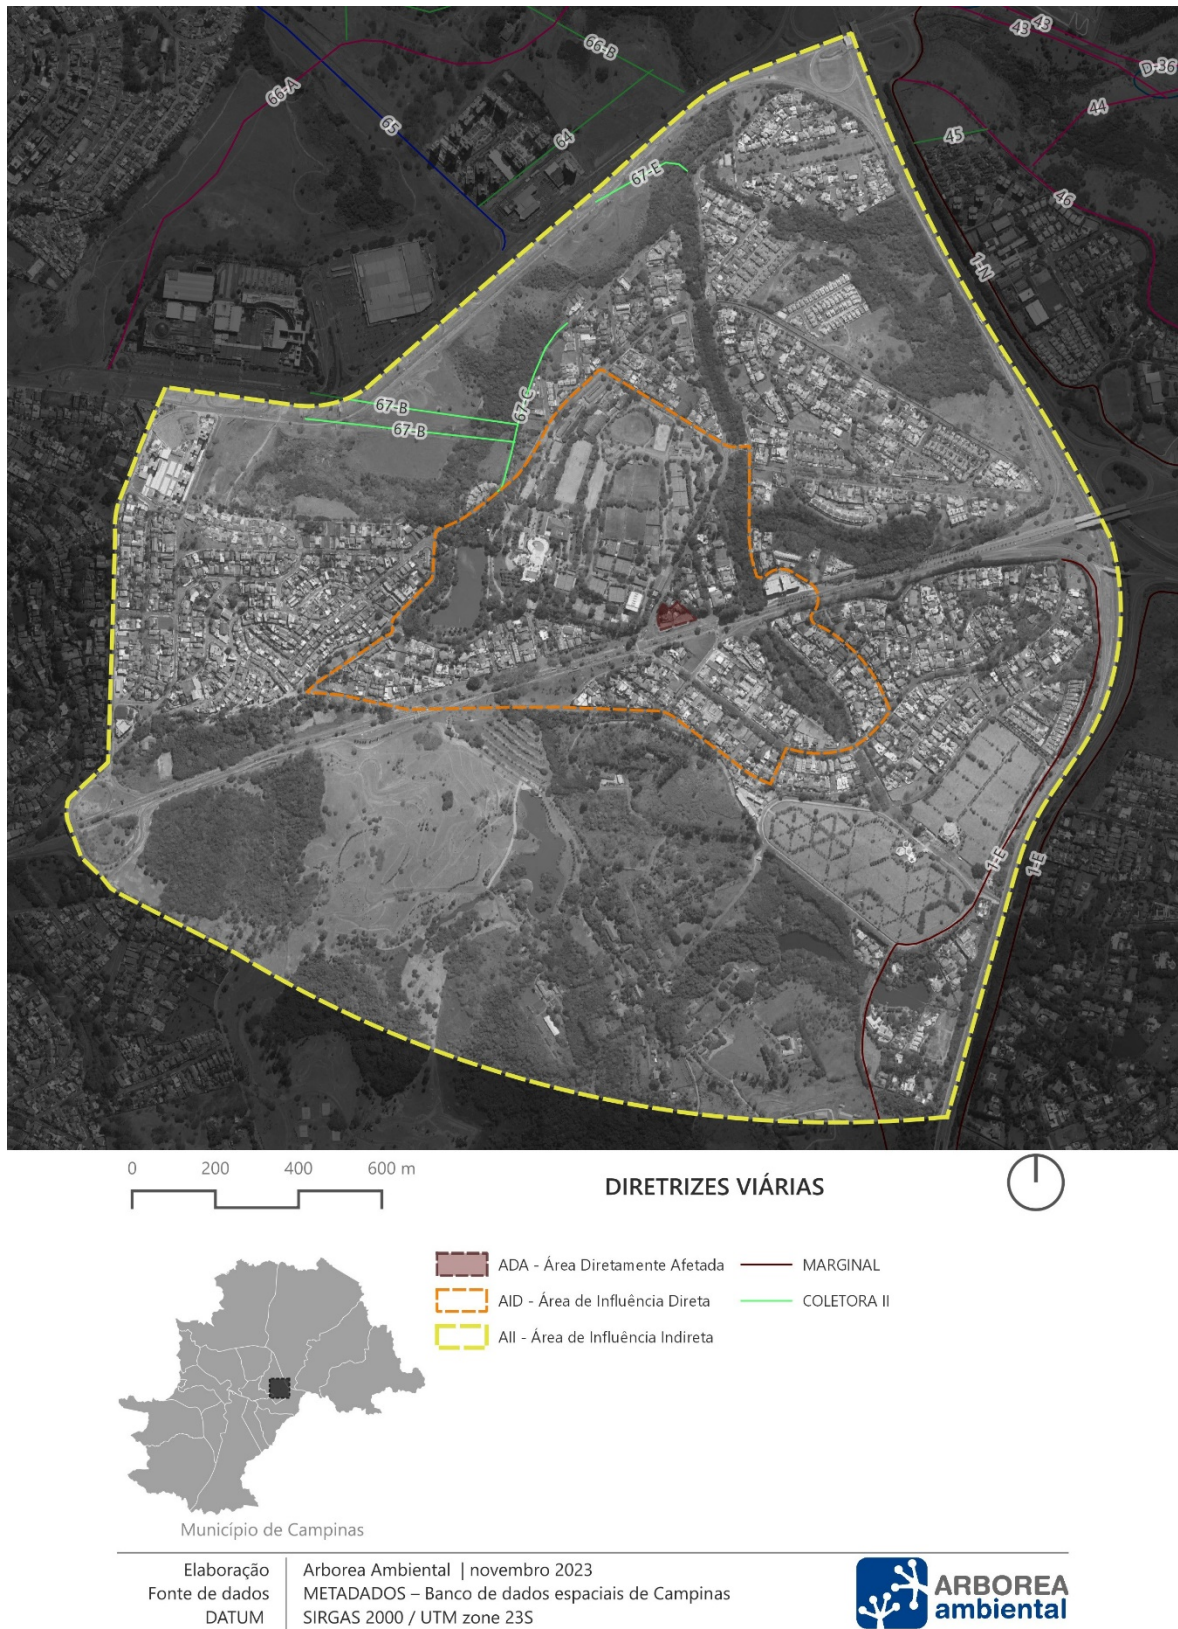 43
43
66-B
D-36
66-A
65
44
64
45
67-E
46
1-N
67-C
67-B
67-B
1-E
1-E
0 200 400 600 m
DIRETRIZES VIÁRIAS
ADA - Área Diretamente Afetada
MARGINAL
AID - Área de Influência Direta
COLETORA II
AII - Área de Influência Indireta
Município de Campinas
Elaboração Arborea Ambiental | novembro 2023
Fonte de dados METADADOS – Banco de dados espaciais de Campinas
DATUM SIRGAS 2000 / UTM zone 23S
ARBOREA
ambiental